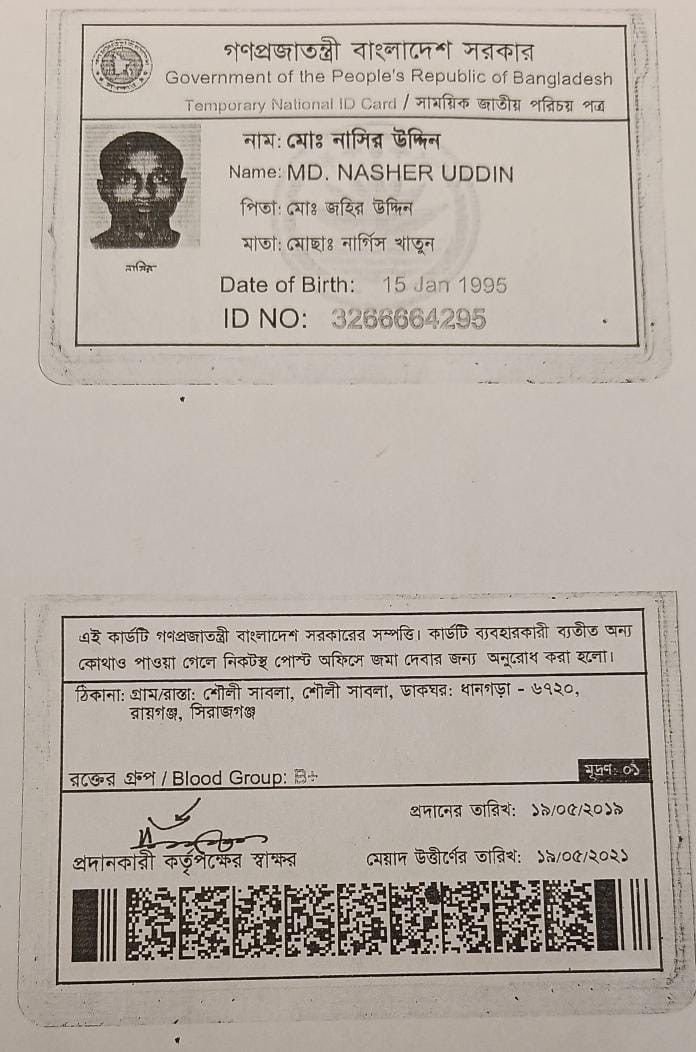 গণপ্রজাতন্ত্রী বাংলাদেশ সরকার
Government of the People's Republic of Bangladesh
Temporary National ID Card / সাময়িক জাতীয় পরিচয় পত্র
নাম: মোঃ নাসির উদ্দিন
Name: MD. NASHER UDDIN
পিতা: মোঃ জহির উদ্দিন
মাতা: মোছাঃ নার্গিস খাতুন
নাসির
Date of Birth: 15 Jan 1995
ID NO: 3266664295
এই কার্ডটি গণপ্রজাতন্ত্রী বাংলাদেশ সরকারের সম্পত্তি। কার্ডটি ব্যবহারকারী ব্যতীত অন্য
কোথাও পাওয়া গেলে নিকটস্থ পোস্ট অফিসে জমা দেবার জন্য অনুরোধ করা হলো।
ঠিকানা: গ্রাম/রাস্তা: মৌলী সাবলা, মৌলী সাবলা, ডাকঘর: ধানগড়া - ৬৭২০,
রায়গঞ্জ, সিরাজগঞ্জ
রক্তের গ্রুপ / Blood Group: B+
মূদ্রণ: ০১
প্রদানের তারিখ: ১৯/০৫/২০১৯
প্রদানকারী কর্তৃপক্ষের স্বাক্ষর
মেয়াদ উত্তীর্ণের তারিখ: ১৯/০৫/২০২১